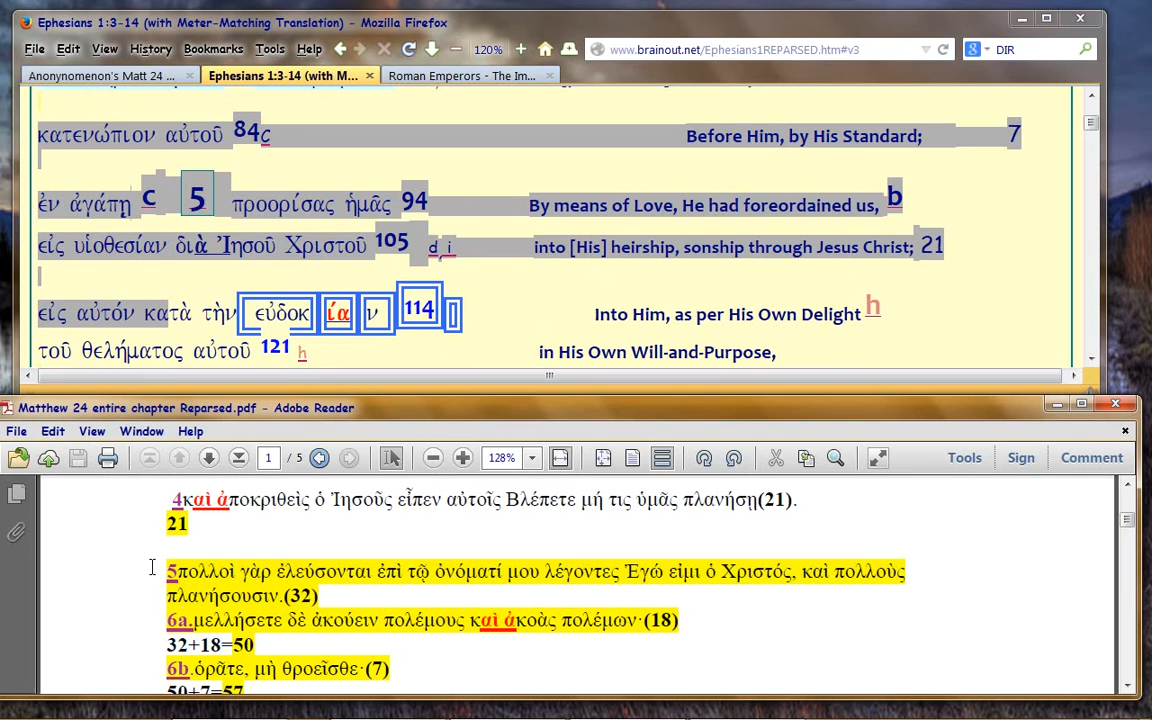 Ephesians 1:3-14 (with Meter-Matching Translation) - Mozilla Firefox
File Edit View History Bookmarks Tools Help 120% www.brainout.net/Ephesians1REPARSED.htm#v3 DIR
Anonynomenon's Matt 24 ... Ephesians 1:3-14 (with M... Roman Emperors - The Im...
κατενώπιον αὐτοῦ 84c Before Him, by His Standard; 7
ἐν ἀγάπῃ c 5 προορίσας ἡμᾶς 94 By means of Love, He had foreordained us, b
εἰς υἱοθεσίαν διὰ Ἰησοῦ Χριστοῦ 105 d i into [His] heirship, sonship through Jesus Christ; 21
εἰς αὐτόν κατὰ τὴν εὐδοκίαν 114 Into Him, as per His Own Delight h
τοῦ θελήματος αὐτοῦ 121 h in His Own Will-and-Purpose,
Matthew 24 entire chapter Reparsed.pdf - Adobe Reader
File Edit View Window Help
1 / 5 128% Tools Sign Comment
4καὶ ἀποκριθεὶς ὁ Ἰησοῦς εἶπεν αὐτοῖς Βλέπετε μή τις ὑμᾶς πλανήσῃ(21).
21
5πολλοὶ γὰρ ἐλεύσονται ἐπὶ τῷ ὀνόματί μου λέγοντες Ἐγώ εἰμι ὁ Χριστός, καὶ πολλοὺς
πλανήσουσιν.(32)
6a.μελλήσετε δὲ ἀκούειν πολέμους καὶ ἀκοὰς πολέμων·(18)
32+18=50
6b.ὁρᾶτε, μὴ θροεῖσθε·(7)
50+7=57